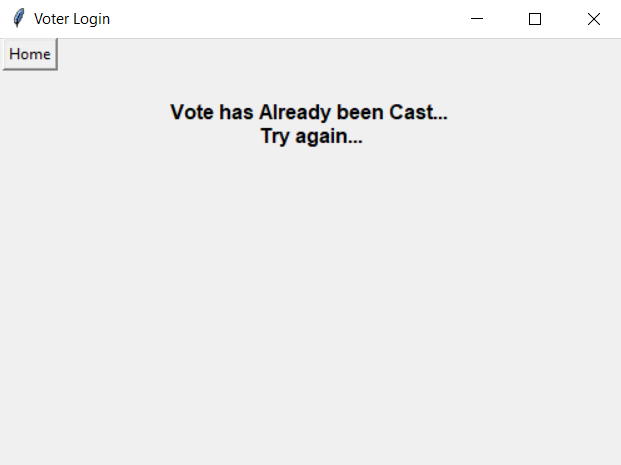 Voter Login
Home
Vote has Already been Cast...
Try again...